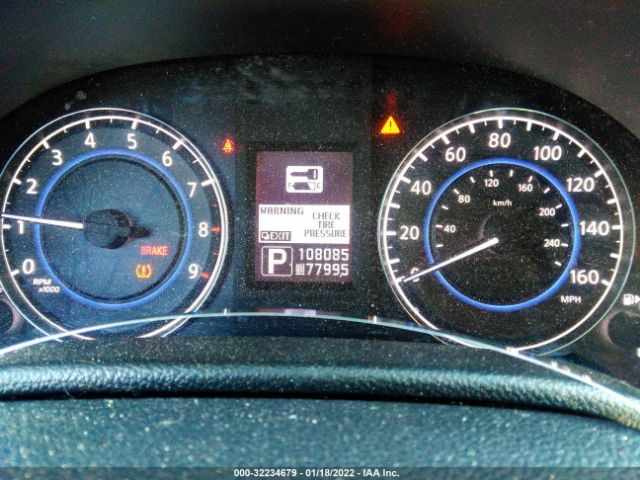 0 1 2 3 4 5 6 7 8 9
RPM
x1000
BRAKE
F E
WARNING
EXIT
CHECK
TIRE
PRESSURE
P
108085
77995
0 20 40 60 80 100 120 140 160
40 80 120 160 200 240
km/h
MPH
000-32234679 - 01/18/2022 - IAA Inc.